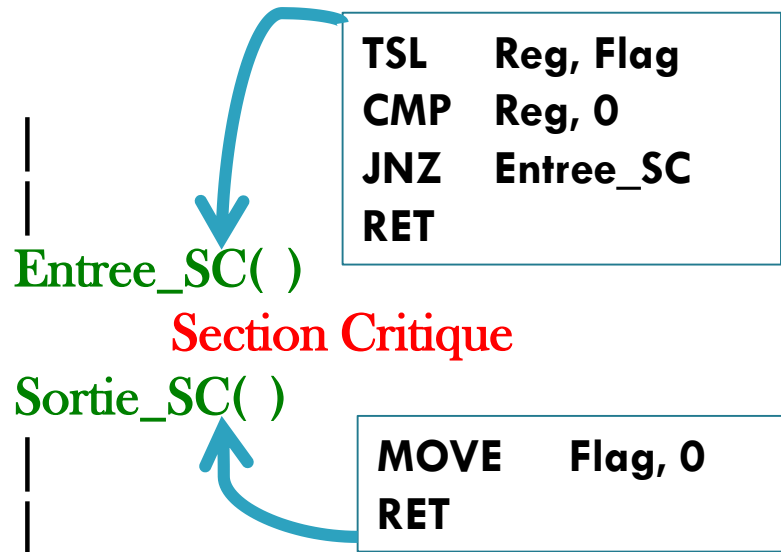 TSL Reg, Flag
CMP Reg, 0
JNZ Entree_SC
RET
Entree_SC( )
Section Critique
Sortie_SC( )
MOVE Flag, 0
RET